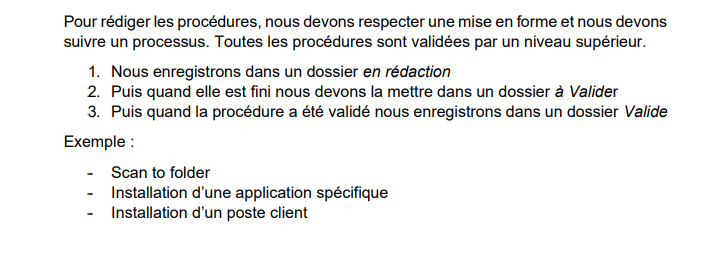 Pour rédiger les procédures, nous devons respecter une mise en forme et nous devons
suivre un processus. Toutes les procédures sont validées par un niveau supérieur.
1. Nous enregistrons dans un dossier en rédaction
2. Puis quand elle est fini nous devons la mettre dans un dossier à Valider
3. Puis quand la procédure a été validé nous enregistrons dans un dossier Valide
Exemple :
- Scan to folder
- Installation d’une application spécifique
- Installation d’un poste client